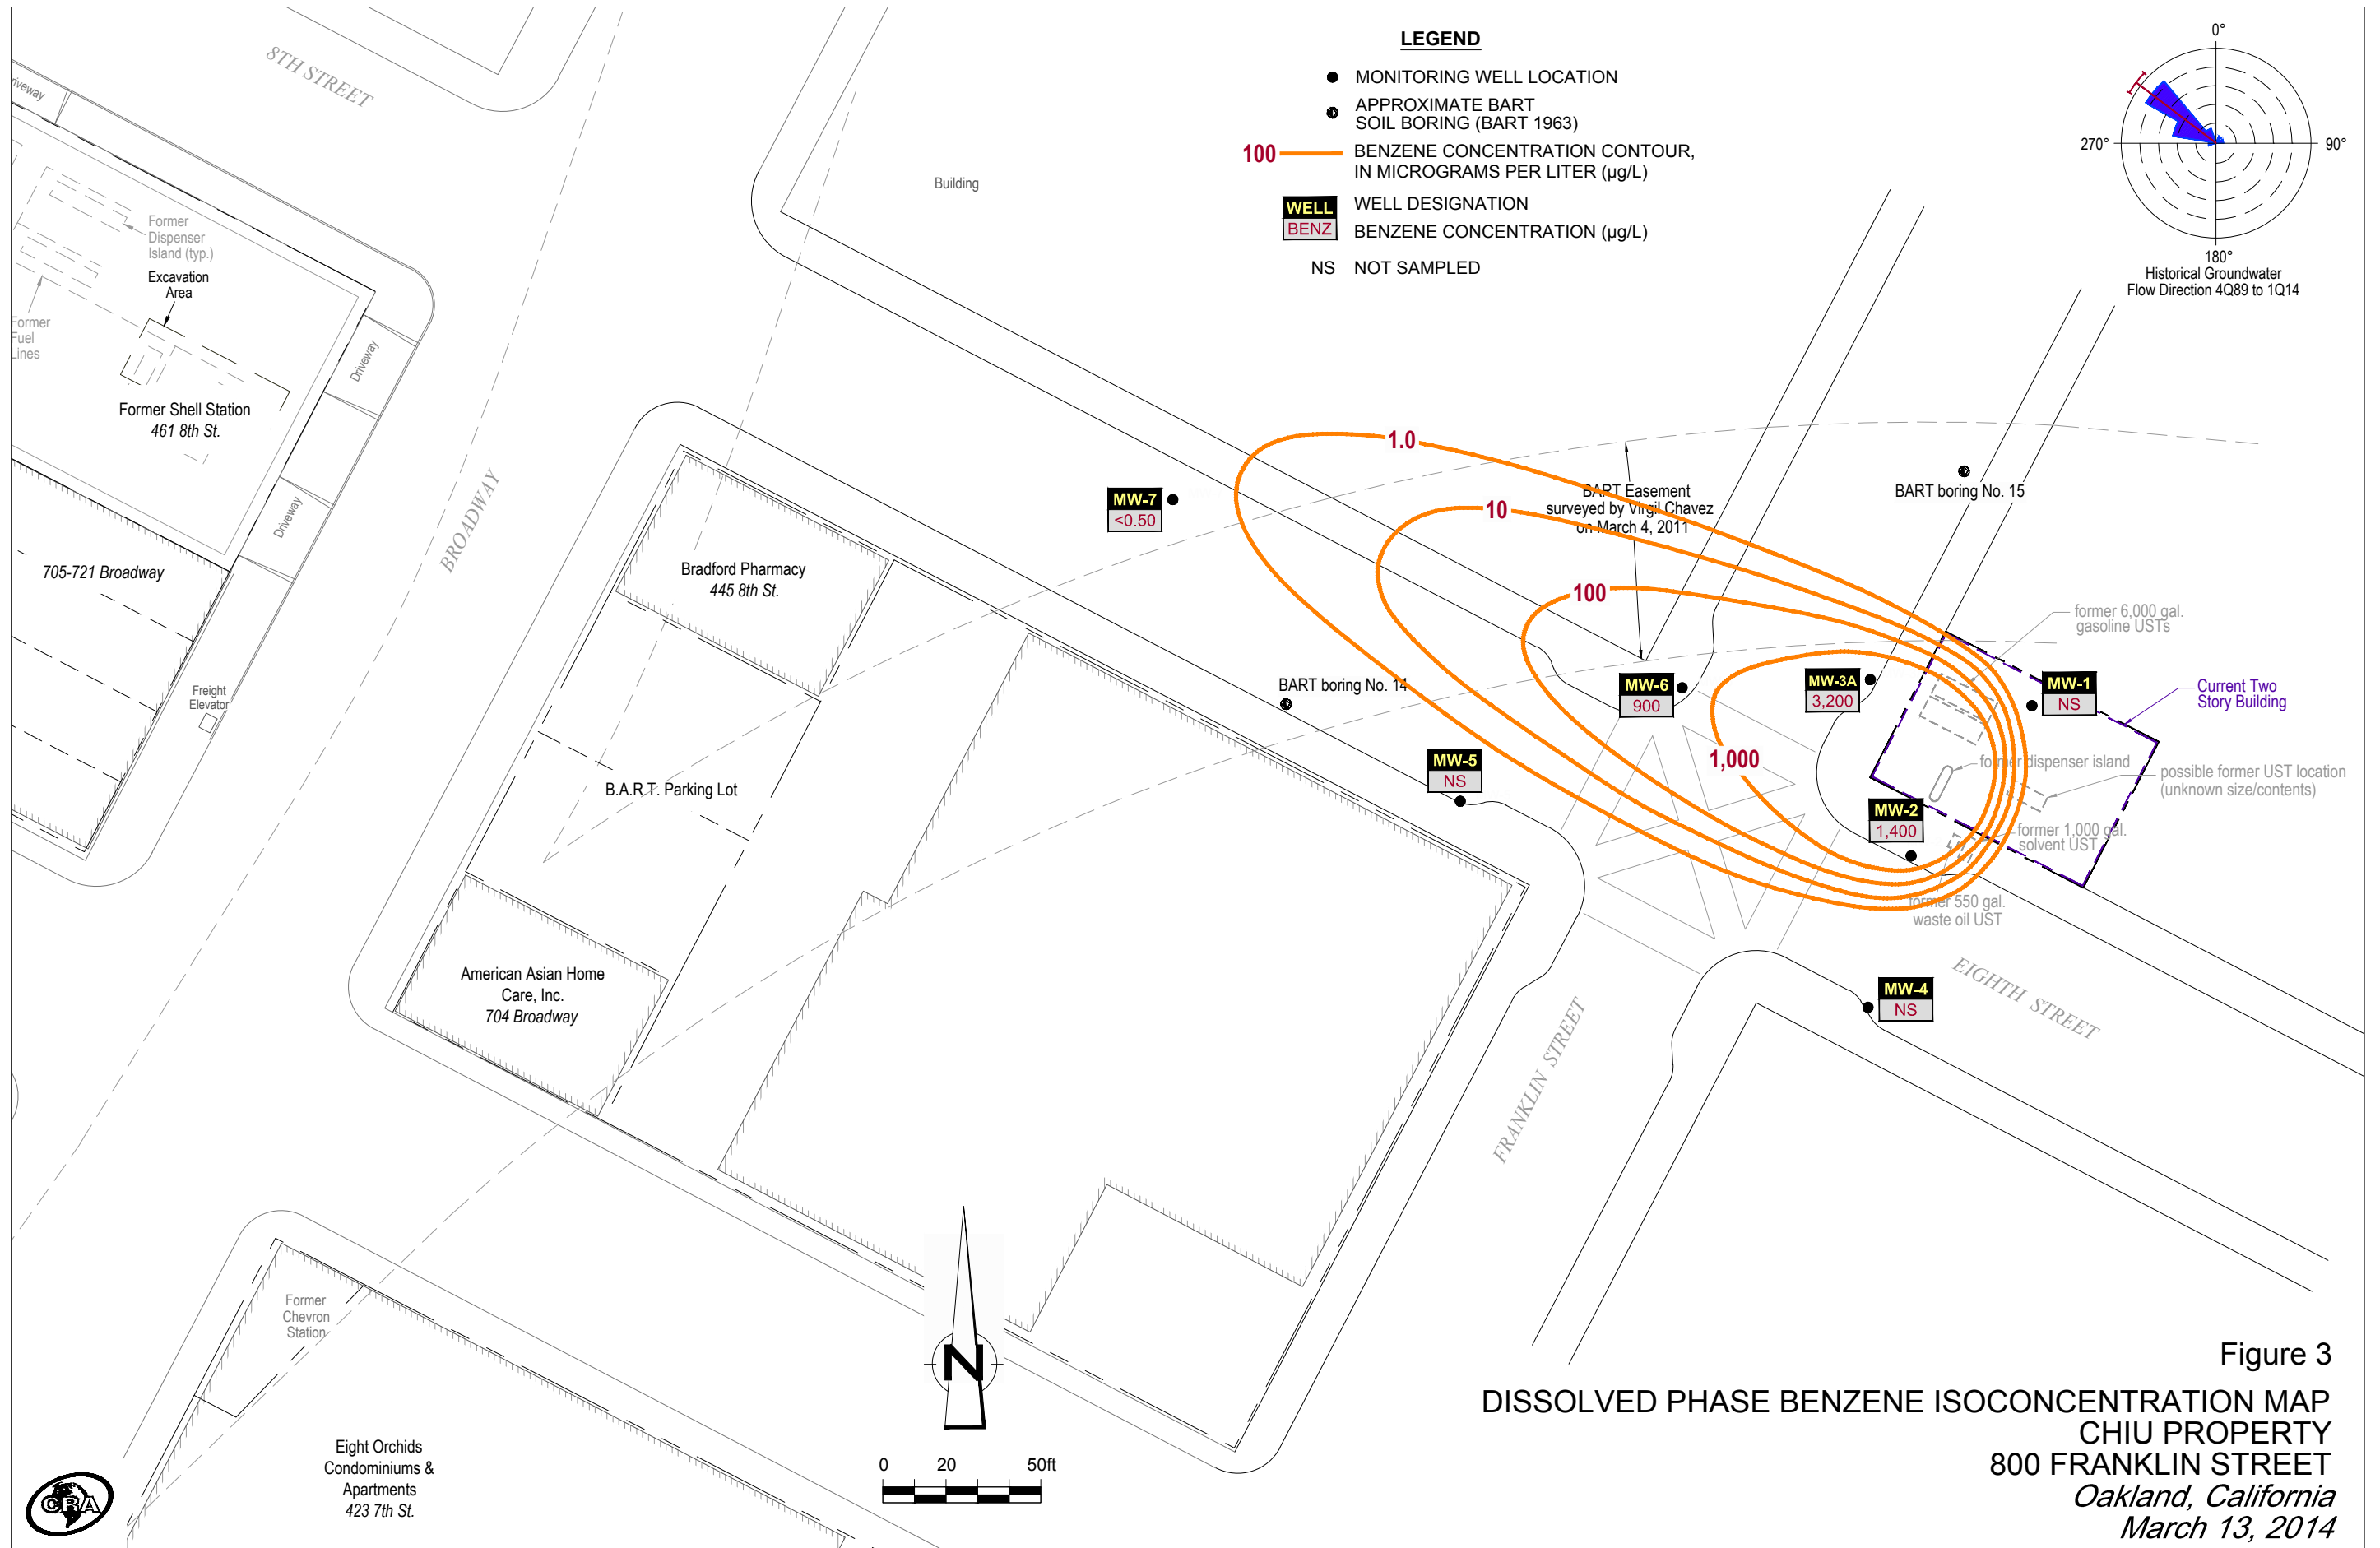 LEGEND
MONITORING WELL LOCATION
APPROXIMATE BART
SOIL BORING (BART 1963)
100
BENZENE CONCENTRATION CONTOUR,
IN MICROGRAMS PER LITER (µg/L)
WELL
WELL DESIGNATION
BENZ
BENZENE CONCENTRATION (µg/L)
NS NOT SAMPLED
0°
270°
90°
180°
Historical Groundwater
Flow Direction 4Q89 to 1Q14
8TH STREET
Driveway
Building
Former
Dispenser
Island (typ.)
Excavation
Area
Former
Fuel
Lines
Driveway
Former Shell Station
461 8th St.
Driveway
BROADWAY
705-721 Broadway
Freight
Elevator
Bradford Pharmacy
445 8th St.
B.A.R.T. Parking Lot
American Asian Home
Care, Inc.
704 Broadway
MW-7
<0.50
1.0
10
100
1,000
BART Easement
surveyed by Virgil Chavez
on March 4, 2011
BART boring No. 15
BART boring No. 14
former 6,000 gal.
gasoline USTs
MW-6
900
MW-3A
3,200
MW-1
NS
Current Two
Story Building
MW-5
NS
former dispenser island
possible former UST location
(unknown size/contents)
MW-2
1,400
former 1,000 gal.
solvent UST
former 550 gal.
waste oil UST
MW-4
NS
EIGHTH STREET
FRANKLIN STREET
Former
Chevron
Station
Eight Orchids
Condominiums &
Apartments
423 7th St.
N
0 20 50ft
CRA
Figure 3
DISSOLVED PHASE BENZENE ISOCONCENTRATION MAP
CHIU PROPERTY
800 FRANKLIN STREET
Oakland, California
March 13, 2014